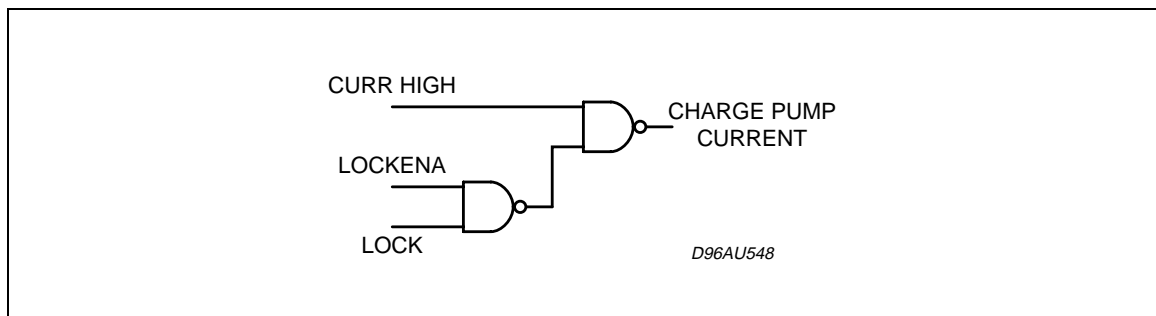 CURR HIGH
CHARGE PUMP
CURRENT
LOCKENA
LOCK
D96AU548